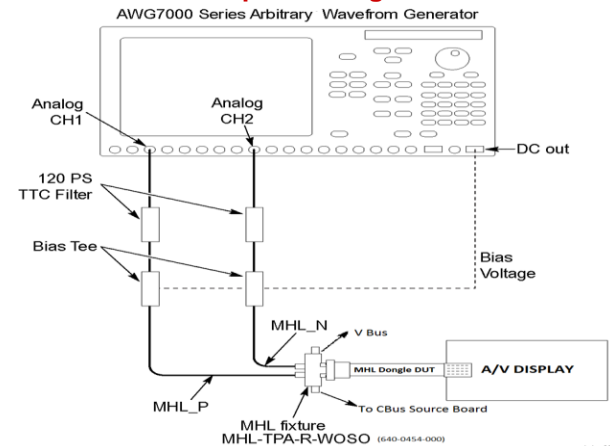 AWG7000 Series Arbitrary Wavefrom Generator
Analog
CH1
Analog
CH2
DC out
120 PS
TTC Filter
Bias Tee
Bias
Voltage
MHL_N
V Bus
MHL Dongle DUT
A/V DISPLAY
MHL_P
To CBus Source Board
MHL fixture
MHL-TPA-R-WOSO (640-0454-000)